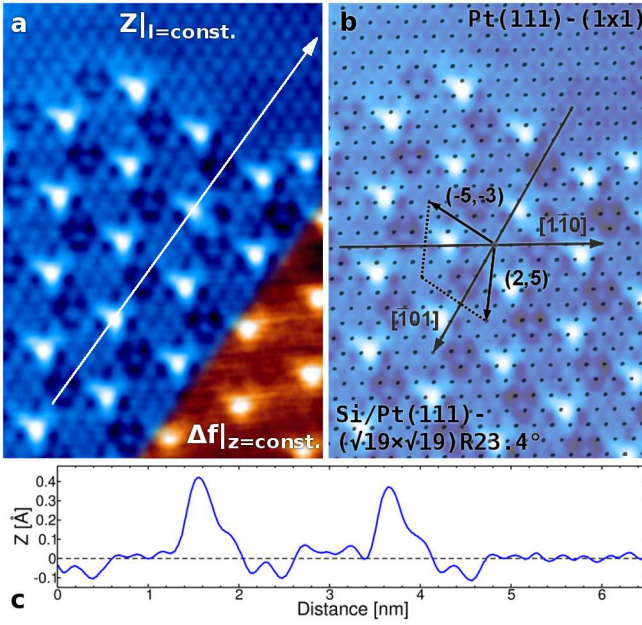 a
Z|I=const.
Δf|z=const.
b
Pt(111)-(1x1)
(-5,-3)
[1̄10]
(2,5)
[1̄01]
Si/Pt(111)-
(√19×√19)R23.4°
c
Z [Å]
0.4
0.3
0.2
0.1
0
-0.1
0 1 2 3 4 5 6
Distance [nm]